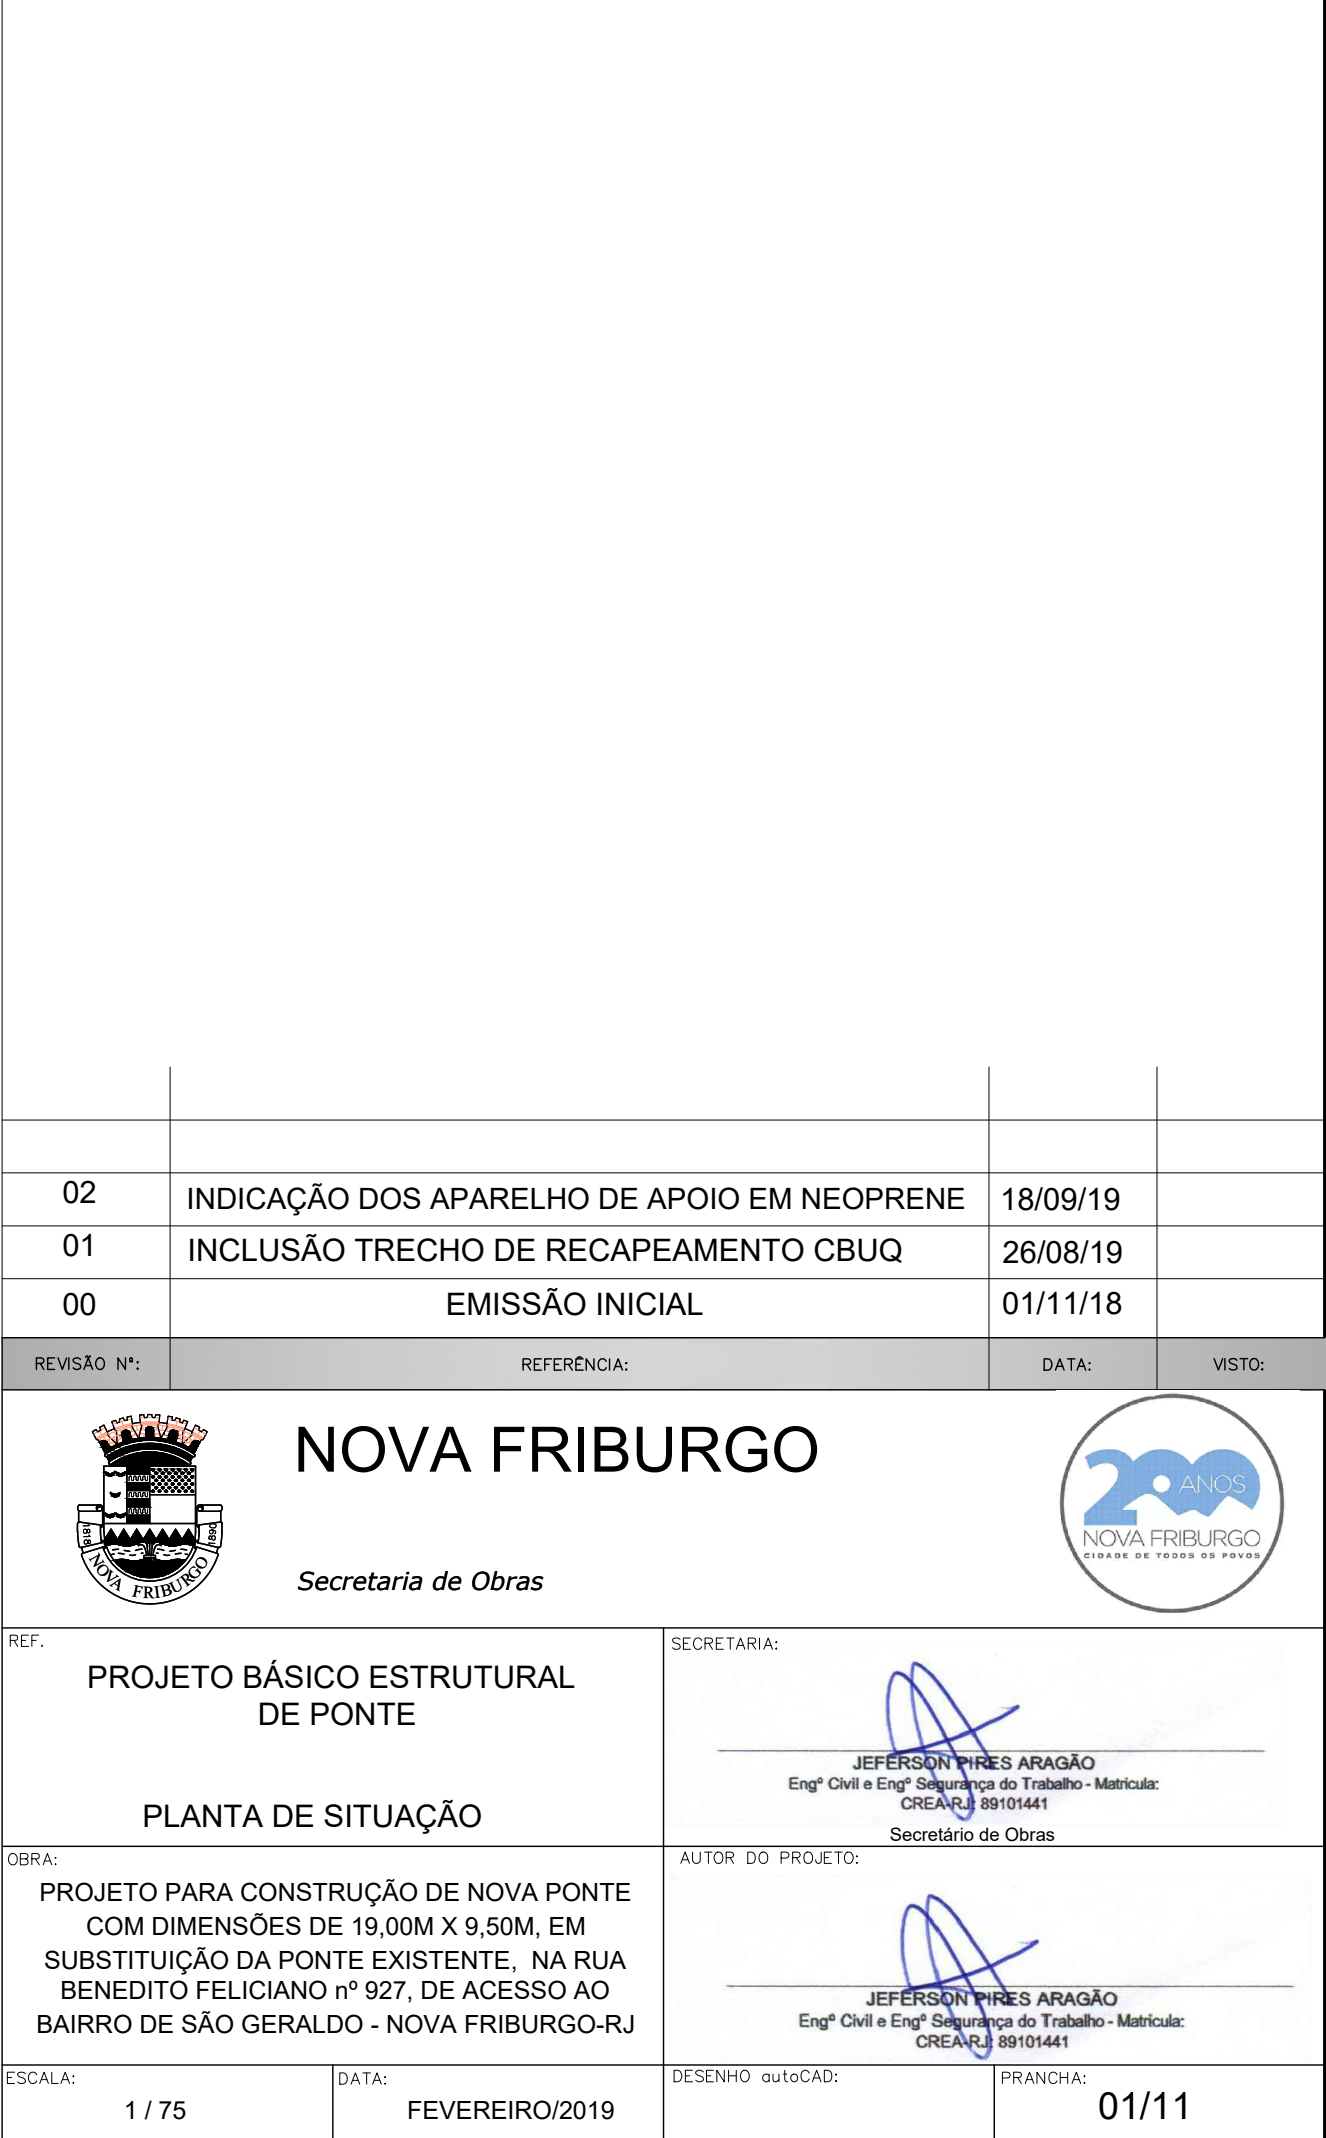 02 INDICAÇÃO DOS APARELHO DE APOIO EM NEOPRENE 18/09/19
01 INCLUSÃO TRECHO DE RECAPEAMENTO CBUQ 26/08/19
00 EMISSÃO INICIAL 01/11/18
REVISÃO Nº: REFERÊNCIA: DATA: VISTO:
NOVA FRIBURGO
Secretaria de Obras
1818 NOVA FRIBURGO 1890
200 ANOS
NOVA FRIBURGO
CIDADE DE TODOS OS POVOS
REF.
PROJETO BÁSICO ESTRUTURAL
DE PONTE
PLANTA DE SITUAÇÃO
SECRETARIA:
JEFERSON PIRES ARAGÃO
Engº Civil e Engº Segurança do Trabalho - Matricula:
CREA-RJ: 89101441
Secretário de Obras
OBRA:
PROJETO PARA CONSTRUÇÃO DE NOVA PONTE
COM DIMENSÕES DE 19,00M X 9,50M, EM
SUBSTITUIÇÃO DA PONTE EXISTENTE, NA RUA
BENEDITO FELICIANO nº 927, DE ACESSO AO
BAIRRO DE SÃO GERALDO - NOVA FRIBURGO-RJ
AUTOR DO PROJETO:
JEFERSON PIRES ARAGÃO
Engº Civil e Engº Segurança do Trabalho - Matricula:
CREA-RJ: 89101441
ESCALA:
1 / 75
DATA:
FEVEREIRO/2019
DESENHO autoCAD:
PRANCHA:
01/11